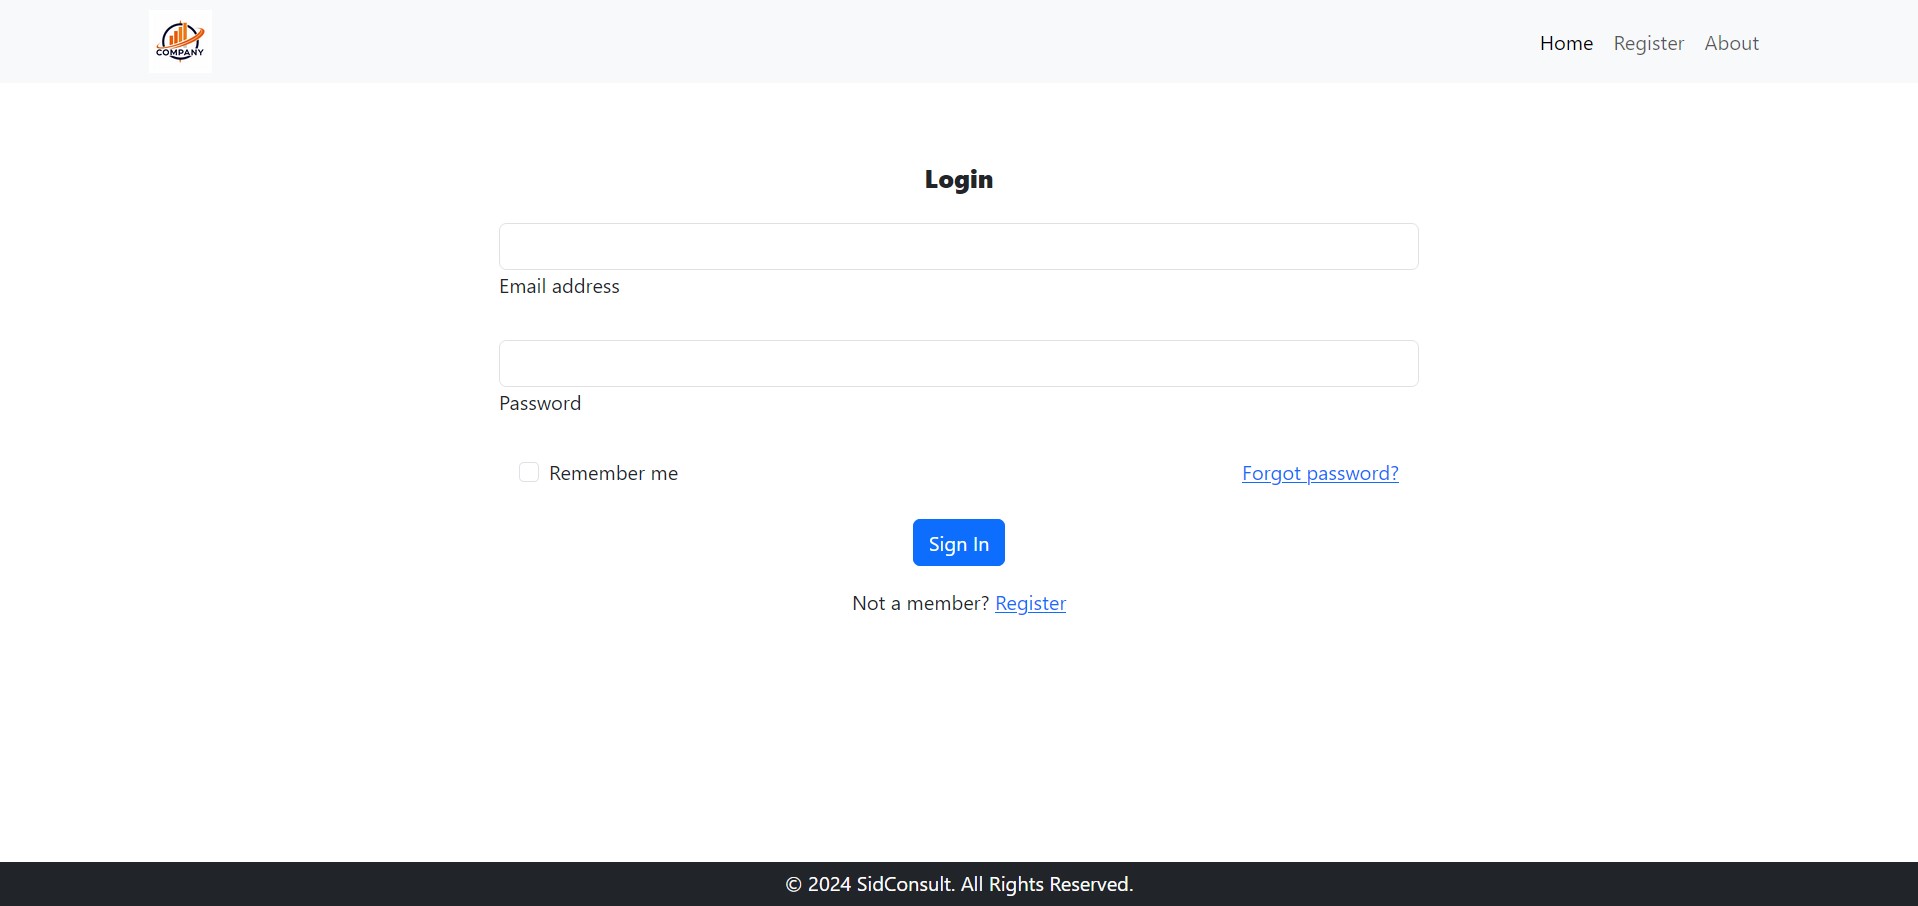 COMPANY
Home Register About
Login
Email address
Password
Remember me Forgot password?
Sign In
Not a member? Register
© 2024 SidConsult. All Rights Reserved.